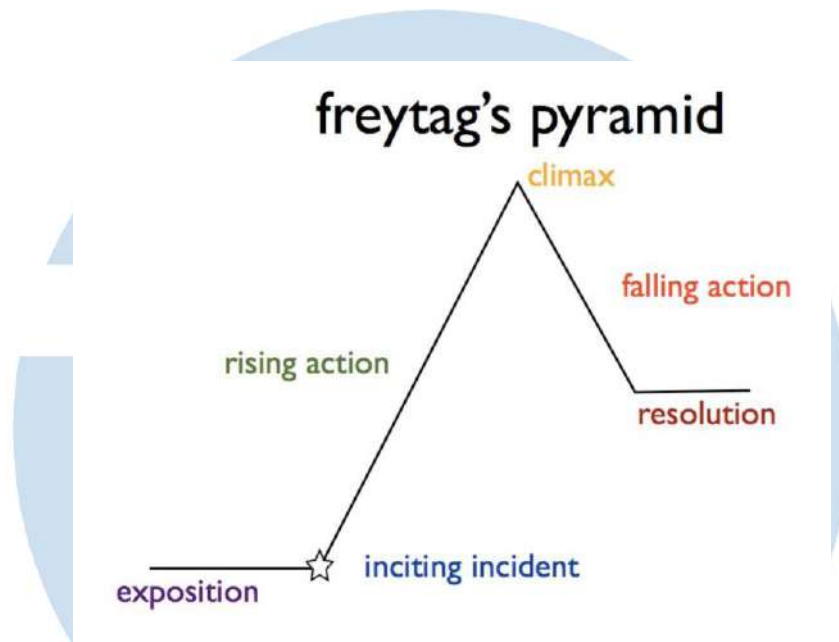 freytag's pyramid
climax
falling action
rising action
resolution
inciting incident
exposition